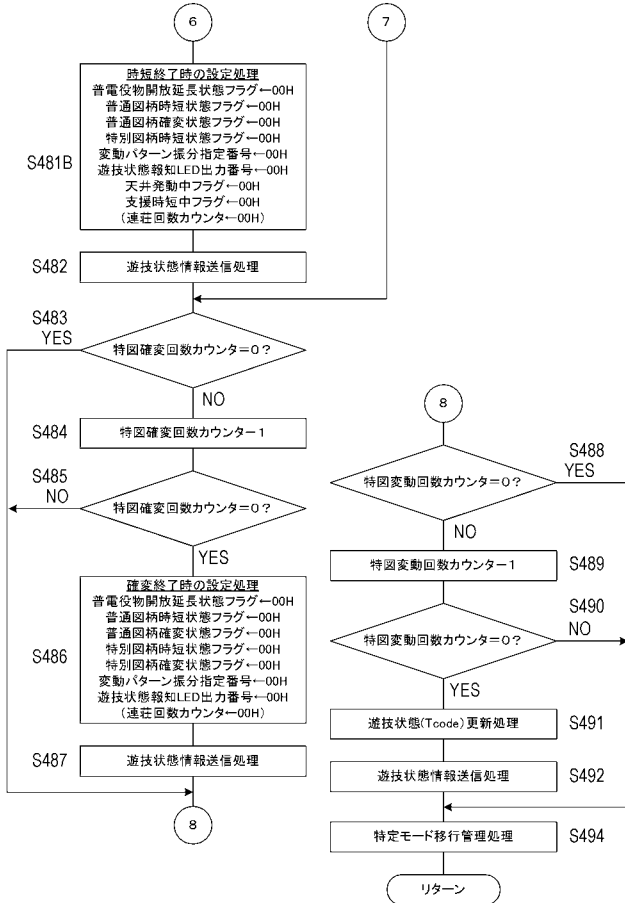 6
7
時短終了時の設定処理
普電役物開放延長状態フラグ←00H
普通図柄時短状態フラグ←00H
普通図柄確変状態フラグ←00H
特別図柄時短状態フラグ←00H
変動パターン振分指定番号←00H
遊技状態報知LED出力番号←00H
天井発動中フラグ←00H
支援時短中フラグ←00H
(連荘回数カウンタ←00H)
S481B
S482
遊技状態情報送信処理
S483
YES
特図確変回数カウンタ=0?
NO
S484
特図確変回数カウンタ-1
S485
NO
特図確変回数カウンタ=0?
YES
確変終了時の設定処理
普電役物開放延長状態フラグ←00H
普通図柄時短状態フラグ←00H
普通図柄確変状態フラグ←00H
特別図柄時短状態フラグ←00H
特別図柄確変状態フラグ←00H
変動パターン振分指定番号←00H
遊技状態報知LED出力番号←00H
(連荘回数カウンタ←00H)
S486
S487
遊技状態情報送信処理
8
8
S488
YES
特図変動回数カウンタ=0?
NO
特図変動回数カウンタ-1
S489
S490
NO
特図変動回数カウンタ=0?
YES
遊技状態(Tcode)更新処理
S491
遊技状態情報送信処理
S492
特定モード移行管理処理
S494
リターン